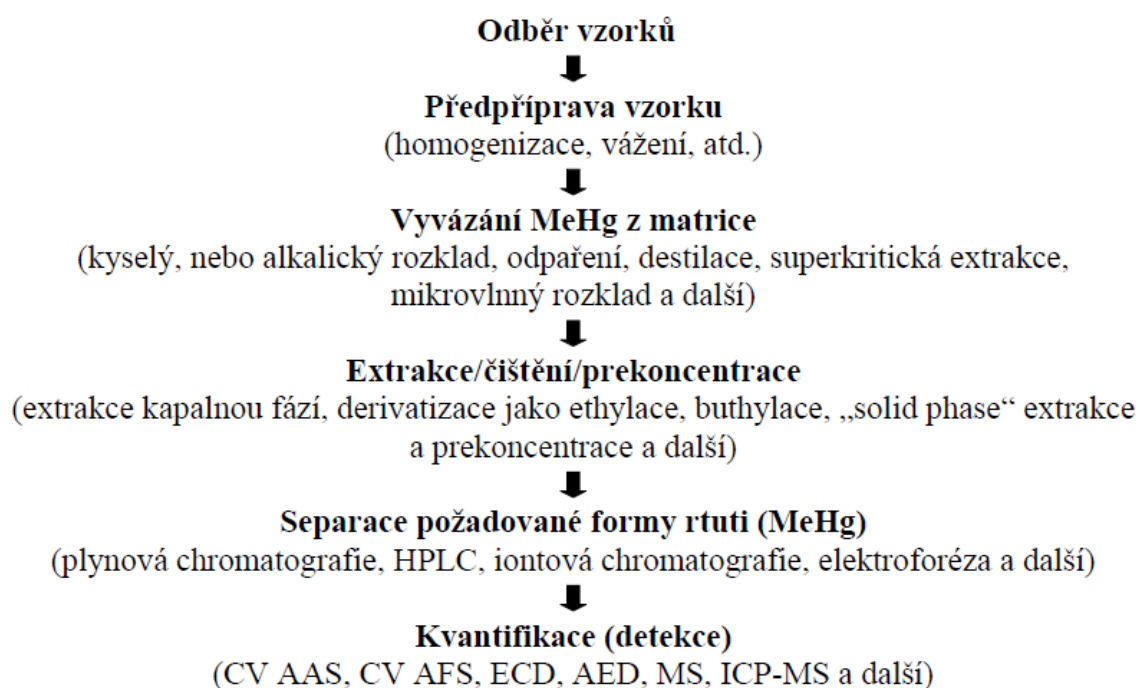 Odběr vzorků
Předpříprava vzorku
(homogenizace, vážení, atd.)
Vyvázání MeHg z matrice
(kyselý, nebo alkalický rozklad, odpaření, destilace, superkritická extrakce,
mikrovlnný rozklad a další)
Extrakce/čištění/prekoncentrace
(extrakce kapalnou fází, derivatizace jako ethylace, buthylace, „solid phase“ extrakce
a prekoncentrace a další)
Separace požadované formy rtuti (MeHg)
(plynová chromatografie, HPLC, iontová chromatografie, elektroforéza a další)
Kvantifikace (detekce)
(CV AAS, CV AFS, ECD, AED, MS, ICP-MS a další)